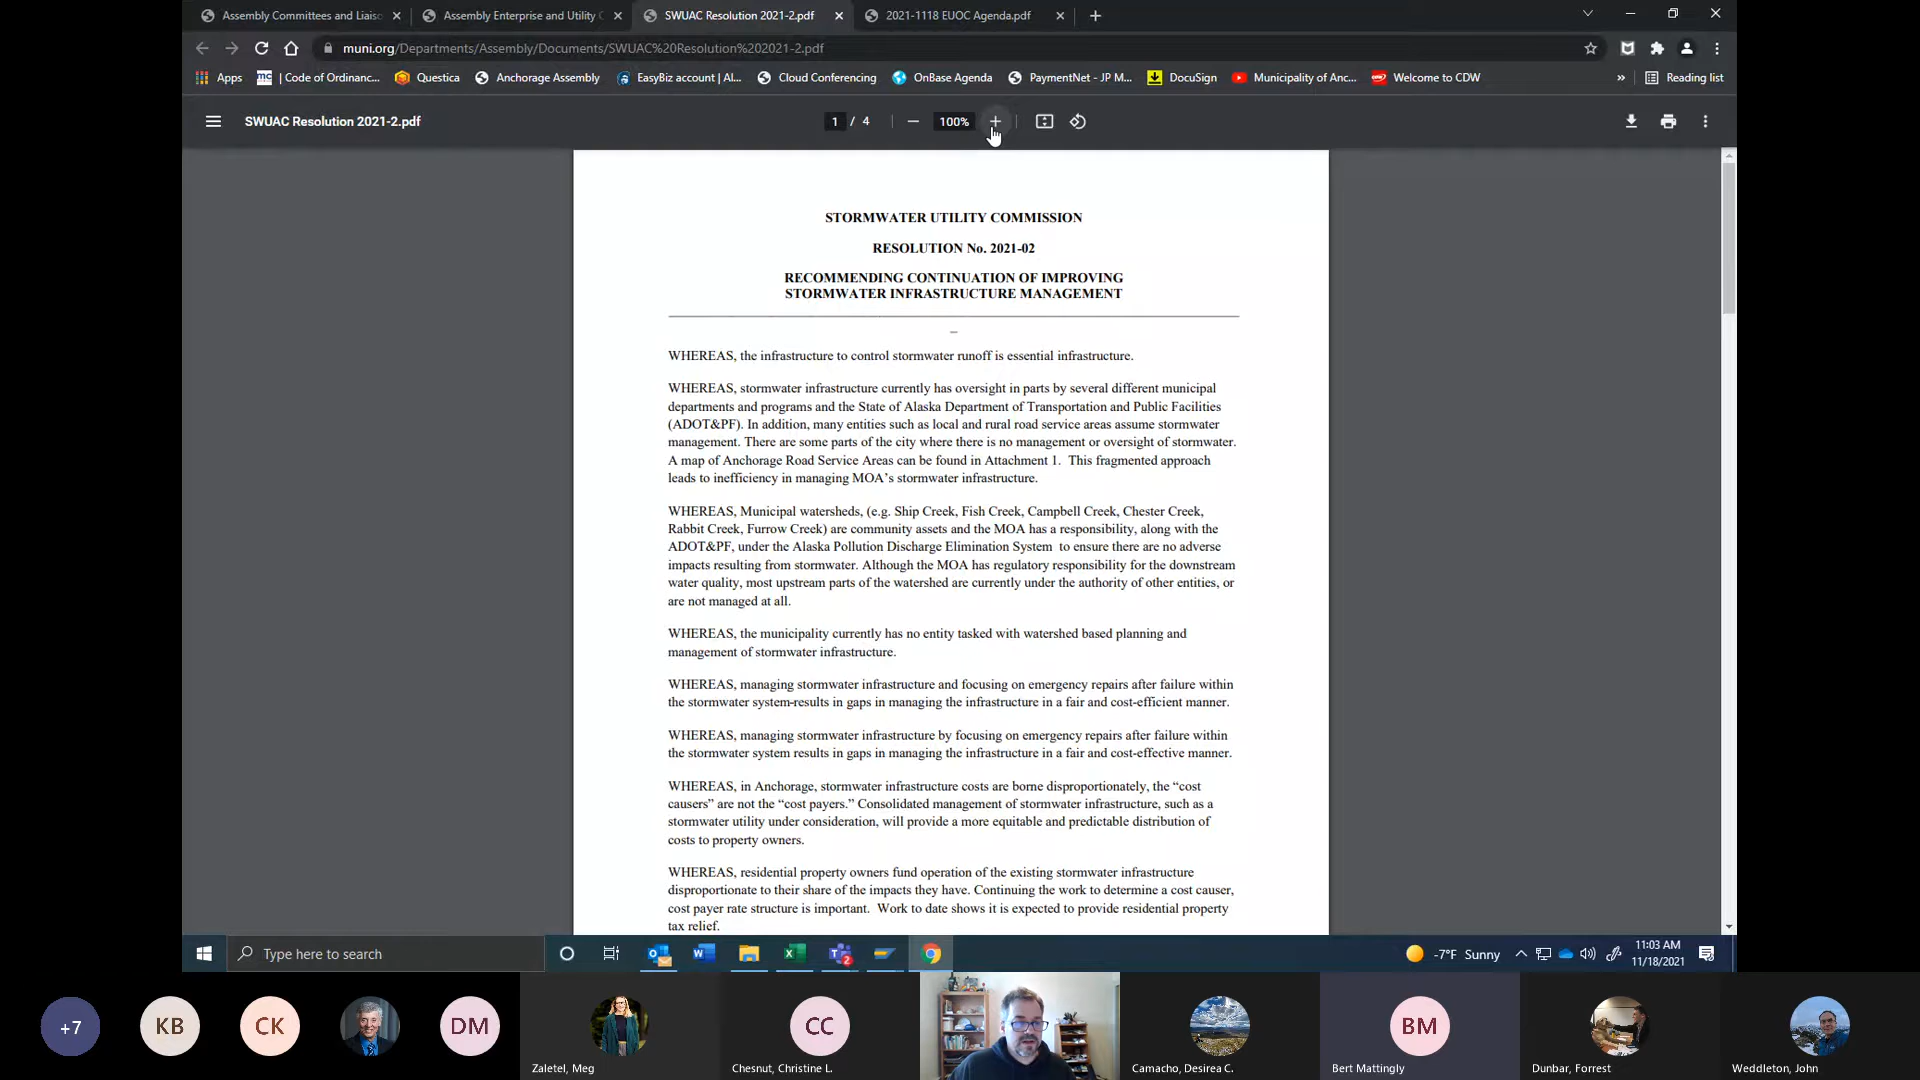 Assembly Committees and Liais
Assembly Enterprise and Utility
SWUAC Resolution 2021-2.pdf
2021-1118 EUOC Agenda.pdf
muni.org/Departments/Assembly/Documents/SWUAC%20Resolution%202021-2.pdf
Apps
mc | Code of Ordinanc...
Questica
Anchorage Assembly
EasyBiz account | Al...
Cloud Conferencing
OnBase Agenda
PaymentNet - JP M...
DocuSign
Municipality of Anc...
Welcome to CDW
»
Reading list
SWUAC Resolution 2021-2.pdf
1 / 4
100%
STORMWATER UTILITY COMMISSION
RESOLUTION No. 2021-02
RECOMMENDING CONTINUATION OF IMPROVING
STORMWATER INFRASTRUCTURE MANAGEMENT
WHEREAS, the infrastructure to control stormwater runoff is essential infrastructure.
WHEREAS, stormwater infrastructure currently has oversight in parts by several different municipal
departments and programs and the State of Alaska Department of Transportation and Public Facilities
(ADOT&PF). In addition, many entities such as local and rural road service areas assume stormwater
management. There are some parts of the city where there is no management or oversight of stormwater.
A map of Anchorage Road Service Areas can be found in Attachment 1. This fragmented approach
leads to inefficiency in managing MOA's stormwater infrastructure.
WHEREAS, Municipal watersheds, (e.g. Ship Creek, Fish Creek, Campbell Creek, Chester Creek,
Rabbit Creek, Furrow Creek) are community assets and the MOA has a responsibility, along with the
ADOT&PF, under the Alaska Pollution Discharge Elimination System to ensure there are no adverse
impacts resulting from stormwater. Although the MOA has regulatory responsibility for the downstream
water quality, most upstream parts of the watershed are currently under the authority of other entities, or
are not managed at all.
WHEREAS, the municipality currently has no entity tasked with watershed based planning and
management of stormwater infrastructure.
WHEREAS, managing stormwater infrastructure and focusing on emergency repairs after failure within
the stormwater system-results in gaps in managing the infrastructure in a fair and cost-efficient manner.
WHEREAS, managing stormwater infrastructure by focusing on emergency repairs after failure within
the stormwater system results in gaps in managing the infrastructure in a fair and cost-effective manner.
WHEREAS, in Anchorage, stormwater infrastructure costs are borne disproportionately, the “cost
causers” are not the “cost payers.” Consolidated management of stormwater infrastructure, such as a
stormwater utility under consideration, will provide a more equitable and predictable distribution of
costs to property owners.
WHEREAS, residential property owners fund operation of the existing stormwater infrastructure
disproportionate to their share of the impacts they have. Continuing the work to determine a cost causer,
cost payer rate structure is important. Work to date shows it is expected to provide residential property
tax relief.
Type here to search
-7°F Sunny
11:03 AM
11/18/2021
+7
KB
CK
DM
CC
BM
Zaletel, Meg
Chesnut, Christine L.
Camacho, Desirea C.
Bert Mattingly
Dunbar, Forrest
Weddleton, John